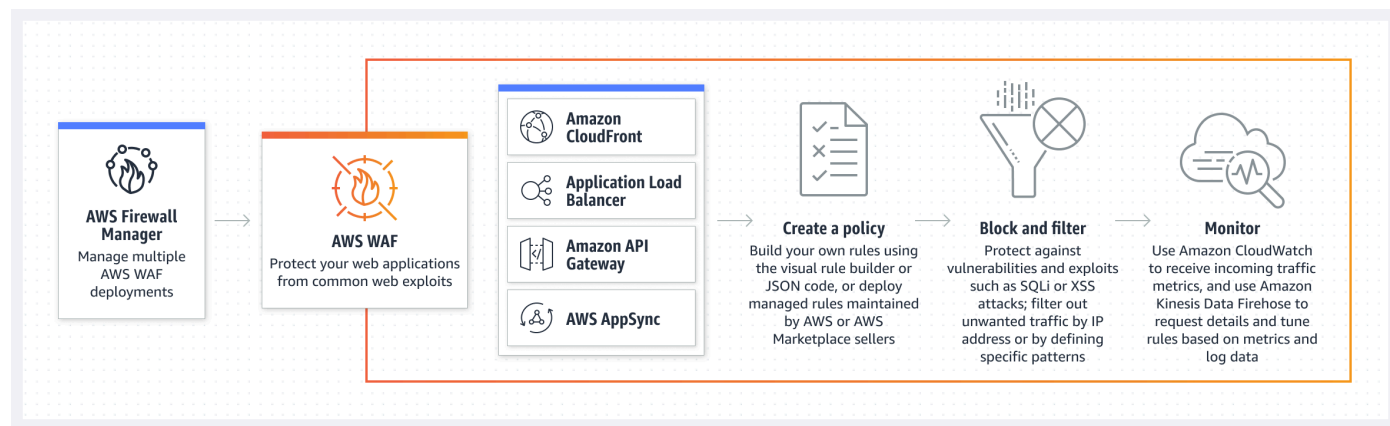 AWS Firewall
Manager
Manage multiple
AWS WAF
deployments
AWS WAF
Protect your web applications
from common web exploits
Amazon
CloudFront
Application Load
Balancer
Amazon API
Gateway
AWS AppSync
Create a policy
Build your own rules using
the visual rule builder or
JSON code, or deploy
managed rules maintained
by AWS or AWS
Marketplace sellers
Block and filter
Protect against
vulnerabilities and exploits
such as SQLi or XSS
attacks; filter out
unwanted traffic by IP
address or by defining
specific patterns
Monitor
Use Amazon CloudWatch
to receive incoming traffic
metrics, and use Amazon
Kinesis Data Firehose to
request details and tune
rules based on metrics and
log data